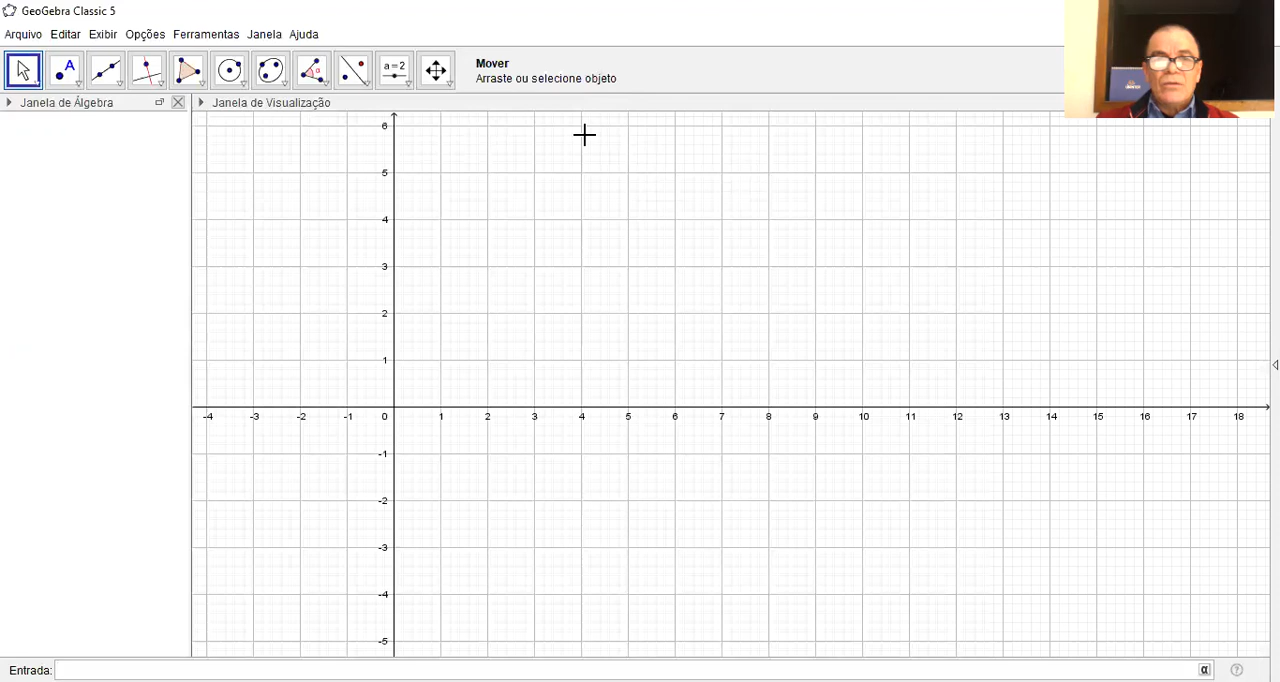 GeoGebra Classic 5
Arquivo Editar Exibir Opções Ferramentas Janela Ajuda
A
α
a=2
Mover
Arraste ou selecione objeto
Janela de Álgebra
Janela de Visualização
6
5
4
3
2
1
-4 -3 -2 -1 0 1 2 3 4 5 6 7 8 9 10 11 12 13 14 15 16 17 18
-1
-2
-3
-4
-5
Entrada:
α
?